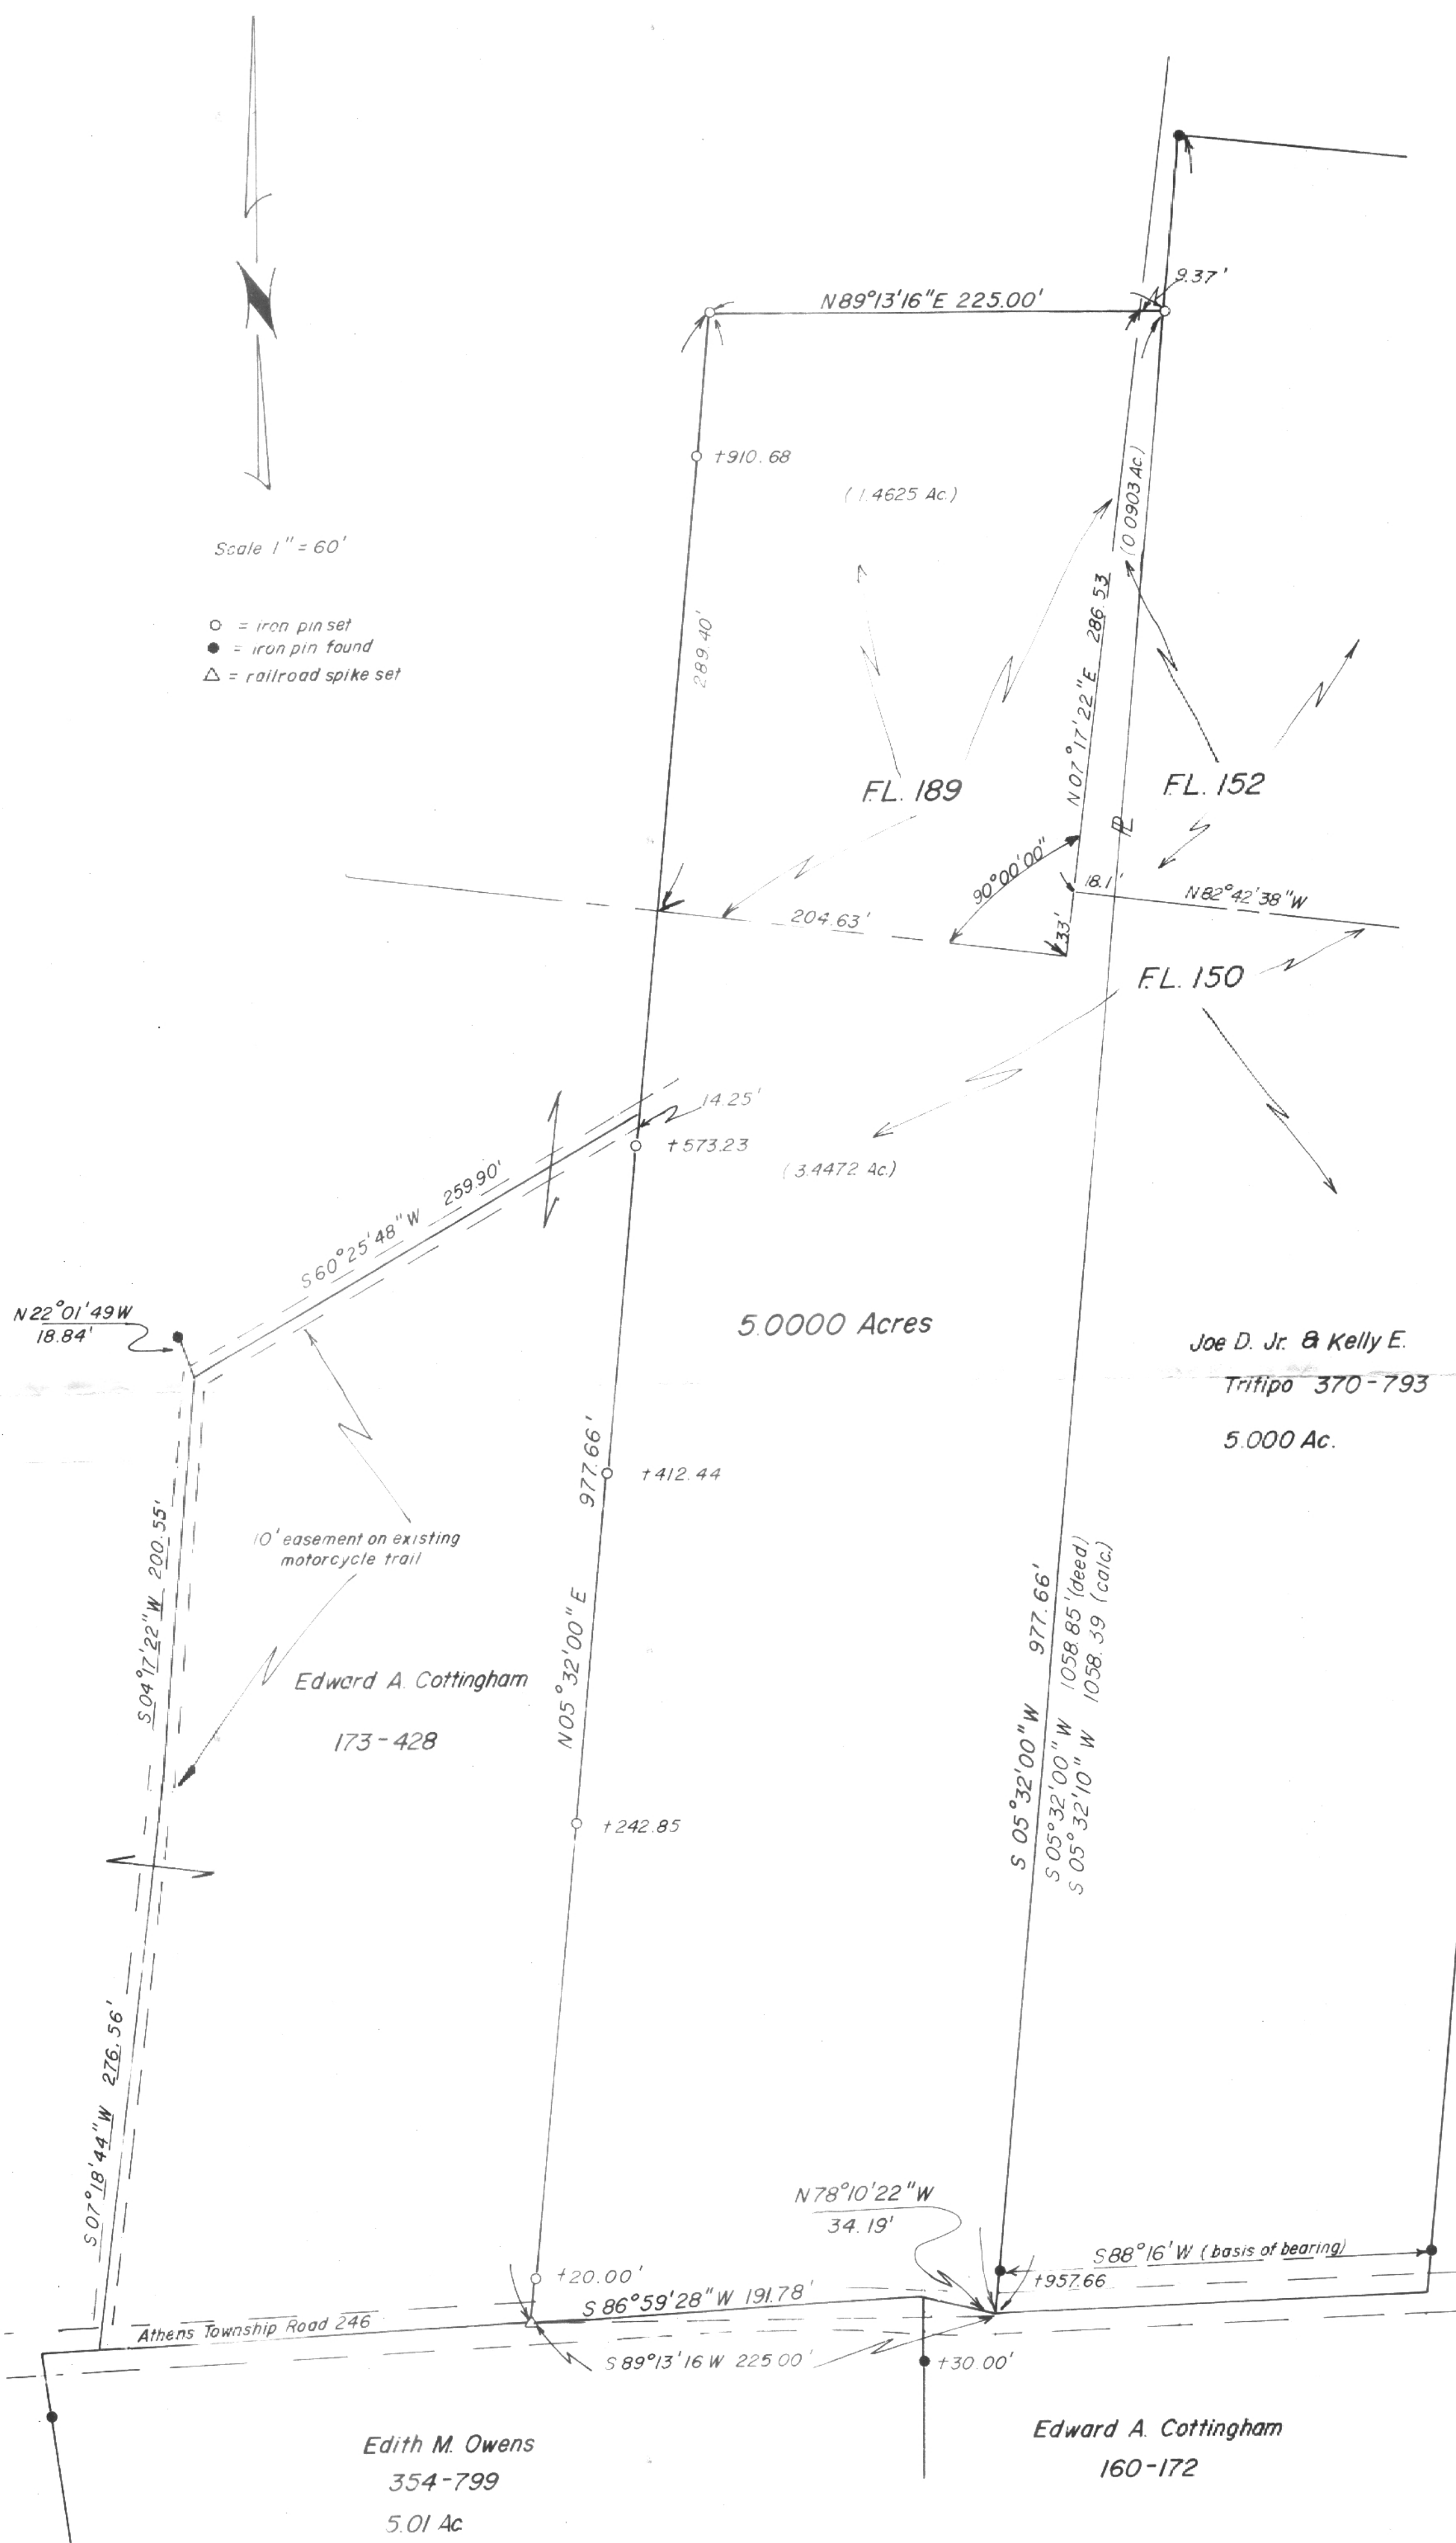 N
9.37'
N89°13'16"E 225.00'
+910.68
(1.4625 Ac.)
(0.0903 Ac.)
Scale 1" = 60'
○ = iron pin set
● = iron pin found
△ = railroad spike set
289.40'
N07°17'22"E 286.53
F.L. 189
F.L. 152
P L
90°00'00"
18.1'
N82°42'38"W
204.63'
33'
F.L. 150
14.25'
+573.23
(3.4472 Ac.)
S60°25'48"W 259.90'
N22°01'49W
18.84'
5.0000 Acres
Joe D. Jr. & Kelly E.
Trifipo 370-793
5.000 Ac.
977.66'
+412.44
10' easement on existing
motorcycle trail
S04°17'22"W 200.55'
N05°32'00"E
S 05°32'00"W 977.66'
S 05°32'00"W 1058.85'(deed)
S 05°32'10"W 1058.39 (calc.)
Edward A. Cottingham
173-428
+242.85
S07°18'44"W 276.56'
N78°10'22"W
34.19'
S88°16'W (basis of bearing)
+957.66
+20.00'
S 86°59'28"W 191.78'
Athens Township Road 246
S89°13'16W 225.00'
+30.00'
Edith M. Owens
354-799
5.01 Ac
Edward A. Cottingham
160-172